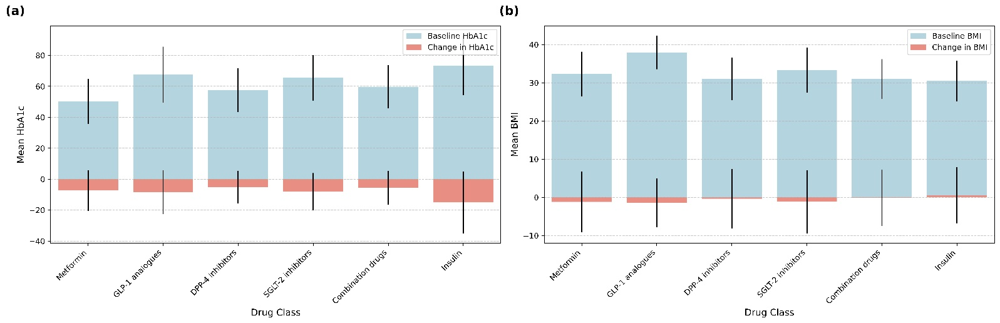 (a)
Mean HbA1c
80
60
40
20
0
−20
−40
Baseline HbA1c
Change in HbA1c
Metformin
GLP-1 analogues
DPP-4 inhibitors
SGLT-2 inhibitors
Combination drugs
Insulin
Drug Class
(b)
Mean BMI
40
30
20
10
0
−10
Baseline BMI
Change in BMI
Metformin
GLP-1 analogues
DPP-4 inhibitors
SGLT-2 inhibitors
Combination drugs
Insulin
Drug Class